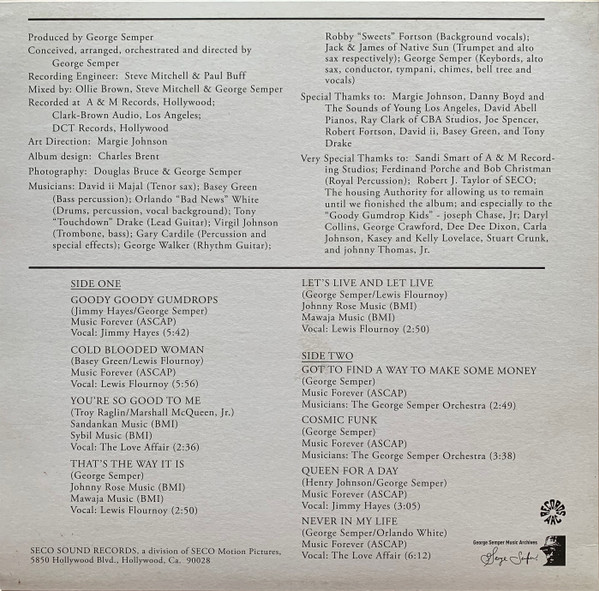 Produced by George Semper
Conceived, arranged, orchestrated and directed by
George Semper
Recording Engineer: Steve Mitchell & Paul Buff
Mixed by: Ollie Brown, Steve Mitchell & George Semper
Recorded at A & M Records, Hollywood;
Clark-Brown Audio, Los Angeles;
DCT Records, Hollywood
Art Direction: Margie Johnson
Album design: Charles Brent
Photography: Douglas Bruce & George Semper
Musicians: David ii Majal (Tenor sax); Basey Green
(Bass percussion); Orlando "Bad News" White
(Drums, percussion, vocal background); Tony
"Touchdown" Drake (Lead Guitar); Virgil Johnson
(Trombone, bass); Gary Cardile (Percussion and
special effects); George Walker (Rhythm Guitar);
Robby "Sweets" Fortson (Background vocals);
Jack & James of Native Sun (Trumpet and alto
sax respectively); George Semper (Keybords, alto
sax, conductor, tympani, chimes, bell tree and
vocals)
Special Thamks to: Margie Johnson, Danny Boyd and
The Sounds of Young Los Angeles, David Abell
Pianos, Ray Clark of CBA Studios, Joe Spencer,
Robert Fortson, David ii, Basey Green, and Tony
Drake
Very Special Thamks to: Sandi Smart of A & M Record-
ing Studios; Ferdinand Porche and Bob Christman
(Royal Percussion); Robert J. Taylor of SECO;
The housing Authority for allowing us to remain
until we fionished the album; and especially to the
"Goody Gumdrop Kids" - joseph Chase, Jr; Daryl
Collins, George Crawford, Dee Dee Dixon, Carla
Johnson, Kasey and Kelly Lovelace, Stuart Crunk,
and johnny Thomas, Jr.
SIDE ONE
GOODY GOODY GUMDROPS
(Jimmy Hayes/George Semper)
Music Forever (ASCAP)
Vocal: Jimmy Hayes (5:42)
COLD BLOODED WOMAN
(Basey Green/Lewis Flournoy)
Music Forever (ASCAP)
Vocal: Lewis Flournoy (5:56)
YOU'RE SO GOOD TO ME
(Troy Raglin/Marshall McQueen, Jr.)
Sandankan Music (BMI)
Sybil Music (BMI)
Vocal: The Love Affair (2:36)
THAT'S THE WAY IT IS
(George Semper)
Johnny Rose Music (BMI)
Mawaja Music (BMI)
Vocal: Lewis Flournoy (2:50)
LET'S LIVE AND LET LIVE
(George Semper/Lewis Flournoy)
Johnny Rose Music (BMI)
Mawaja Music (BMI)
Vocal: Lewis Flournoy (2:50)
SIDE TWO
GOT TO FIND A WAY TO MAKE SOME MONEY
(George Semper)
Music Forever (ASCAP)
Musicians: The George Semper Orchestra (2:49)
COSMIC FUNK
(George Semper)
Music Forever (ASCAP)
Musicians: The George Semper Orchestra (3:38)
QUEEN FOR A DAY
(Henry Johnson/George Semper)
Music Forever (ASCAP)
Vocal: Jimmy Hayes (3:05)
NEVER IN MY LIFE
(George Semper/Orlando White)
Music Forever (ASCAP)
Vocal: The Love Affair (6:12)
SECO SOUND RECORDS, a division of SECO Motion Pictures,
5850 Hollywood Blvd., Hollywood, Ca. 90028
RECORDS
George Semper Music Archives
George Semper